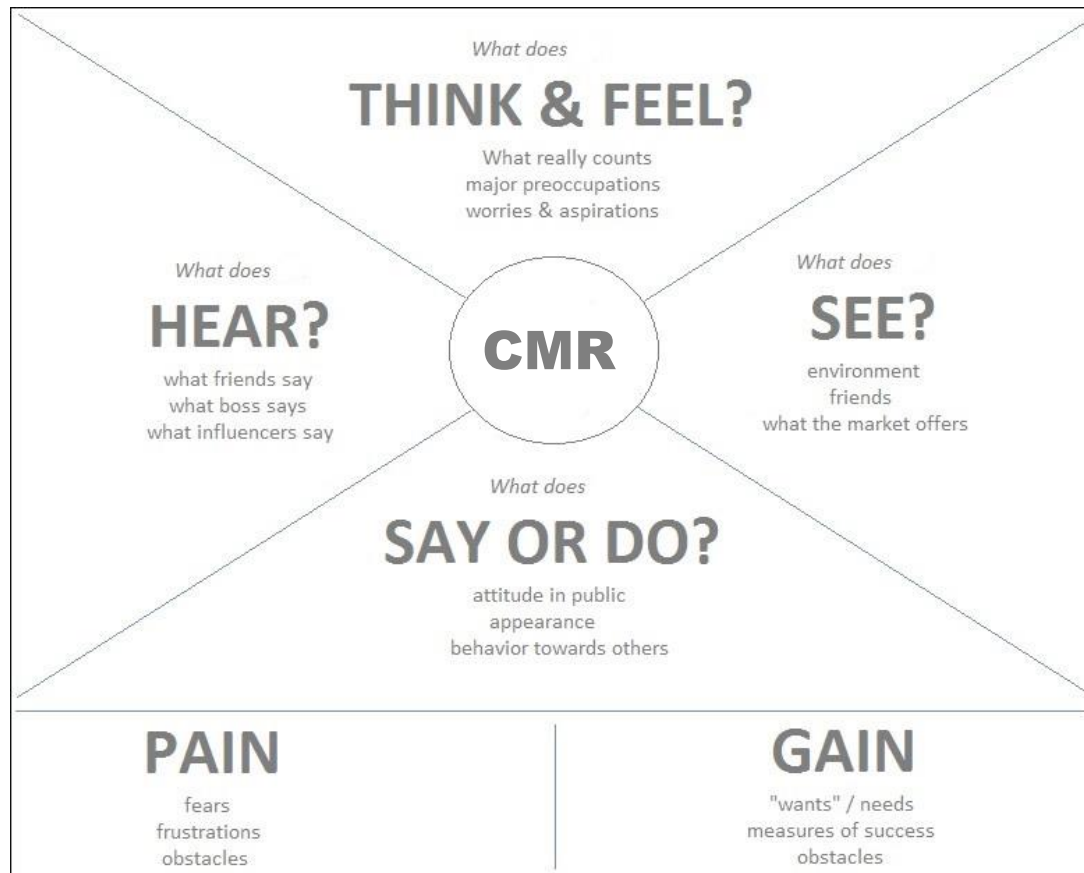 What does
THINK & FEEL?
What really counts
major preoccupations
worries & aspirations
What does
HEAR?
what friends say
what boss says
what influencers say
CMR
What does
SEE?
environment
friends
what the market offers
What does
SAY OR DO?
attitude in public
appearance
behavior towards others
PAIN
fears
frustrations
obstacles
GAIN
"wants" / needs
measures of success
obstacles